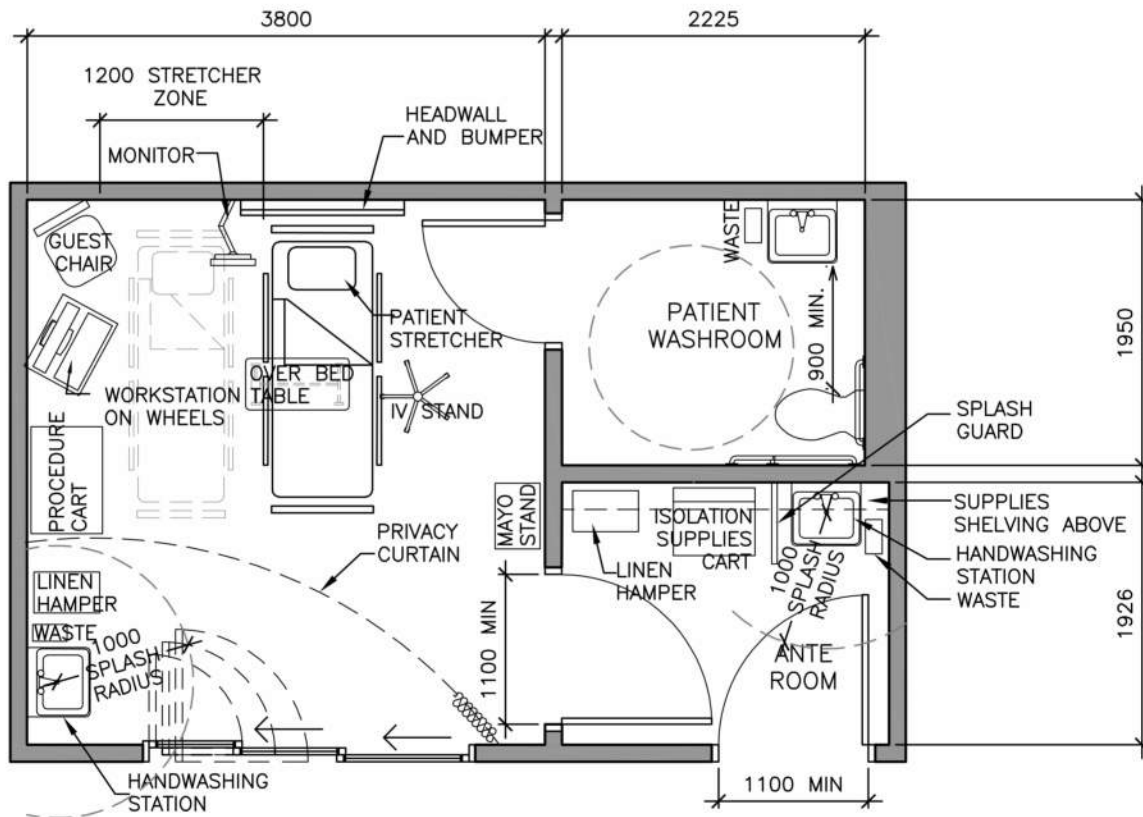 3800
2225
1200 STRETCHER
ZONE
HEADWALL
AND BUMPER
MONITOR
GUEST
CHAIR
WASTE
PATIENT
WASHROOM
900 MIN.
1950
PATIENT
STRETCHER
OVER BED
TABLE
WORKSTATION
ON WHEELS
IV STAND
SPLASH
GUARD
PROCEDURE
CART
MAYO
STAND
ISOLATION
SUPPLIES
CART
SUPPLIES
SHELVING ABOVE
PRIVACY
CURTAIN
LINEN
HAMPER
HANDWASHING
STATION
WASTE
LINEN
HAMPER
WASTE
1000
SPLASH
RADIUS
1000
SPLASH
RADIUS
1100 MIN
ANTE
ROOM
1926
HANDWASHING
STATION
1100 MIN